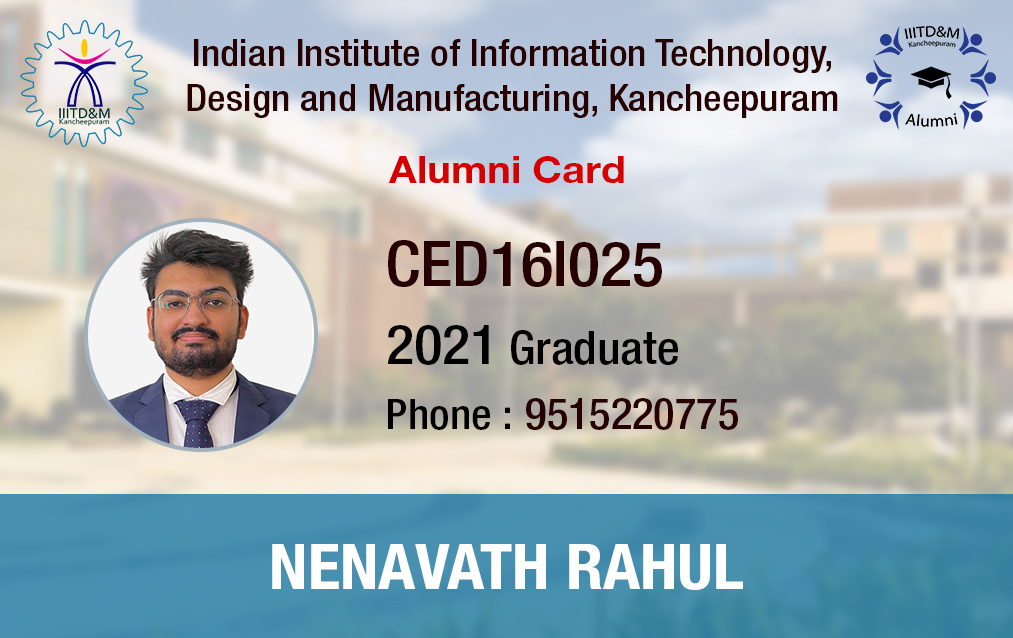 Indian Institute of Information Technology,
Design and Manufacturing, Kancheepuram
IIITD&M
Kancheepuram
IIITD&M
Kancheepuram
Alumni
Alumni Card
CED16I025
2021 Graduate
Phone : 9515220775
NENAVATH RAHUL